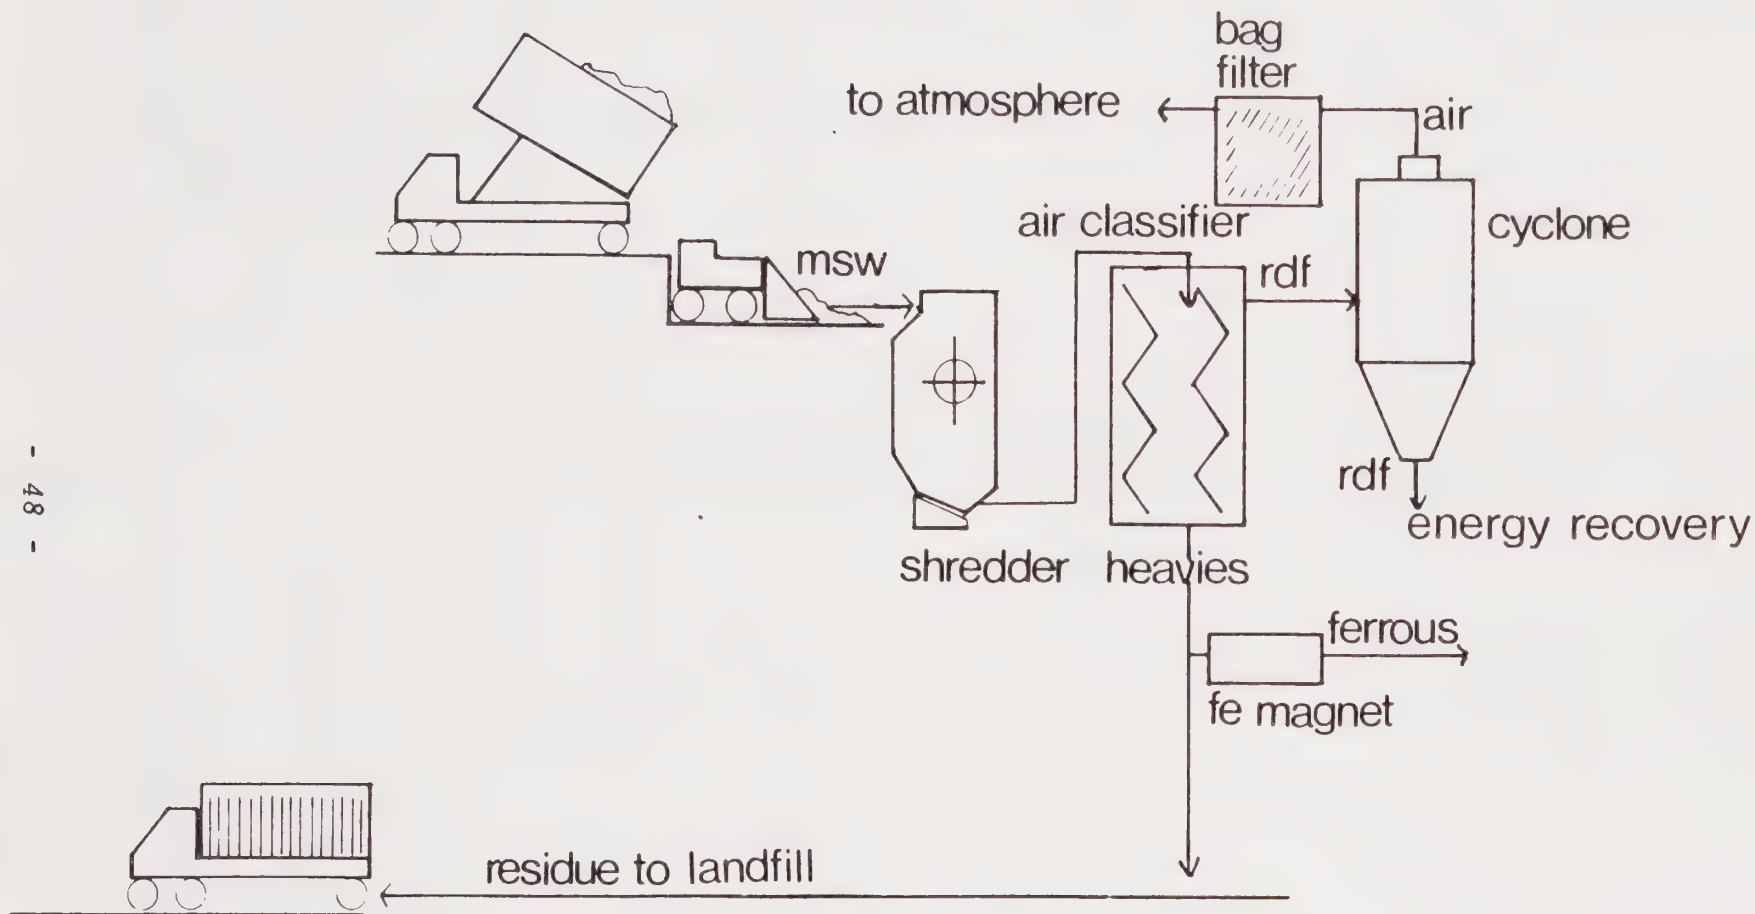 bag
filter
to atmosphere
air
air classifier
cyclone
msw
rdf
rdf
energy recovery
shredder
heavies
ferrous
fe magnet
residue to landfill
- 48 -